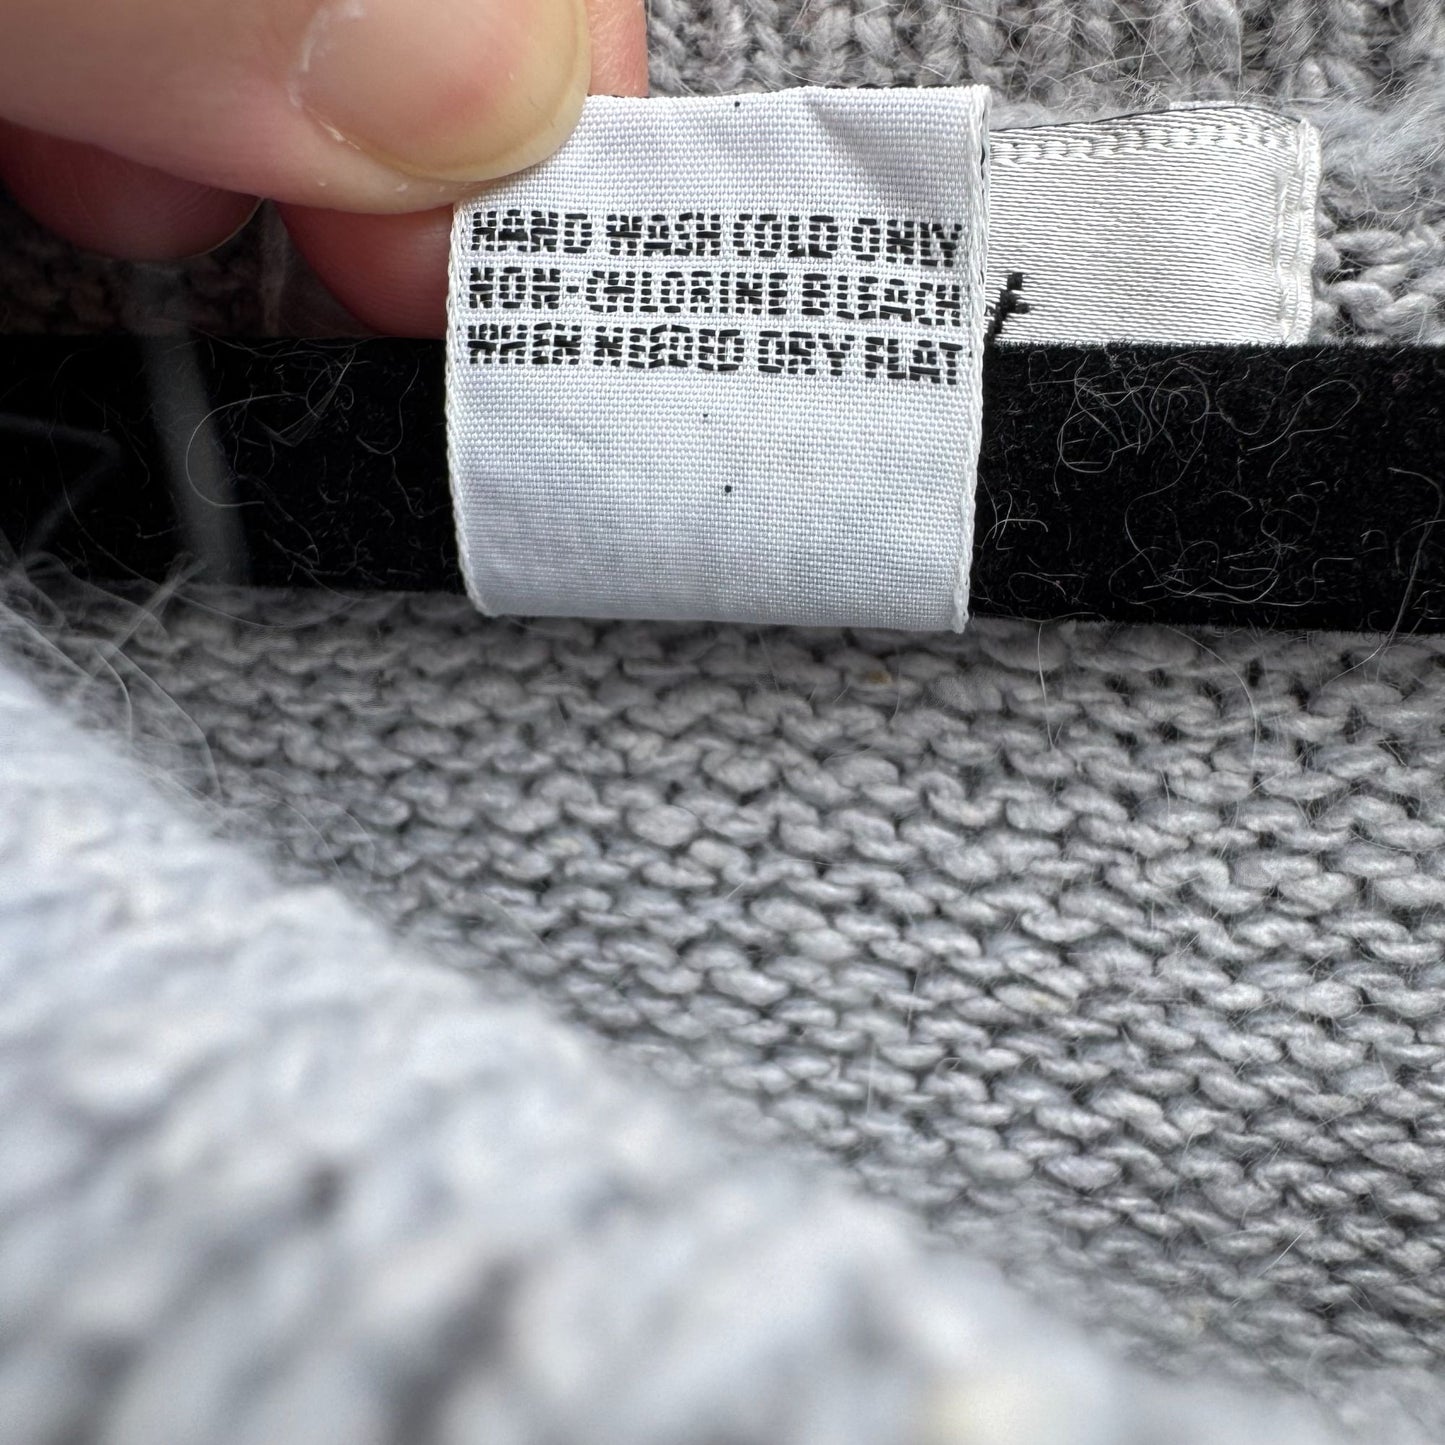 HAND WASH COLD ONLY
NON-CHLORINE BLEACH
WHEN NEEDED DRY FLAT